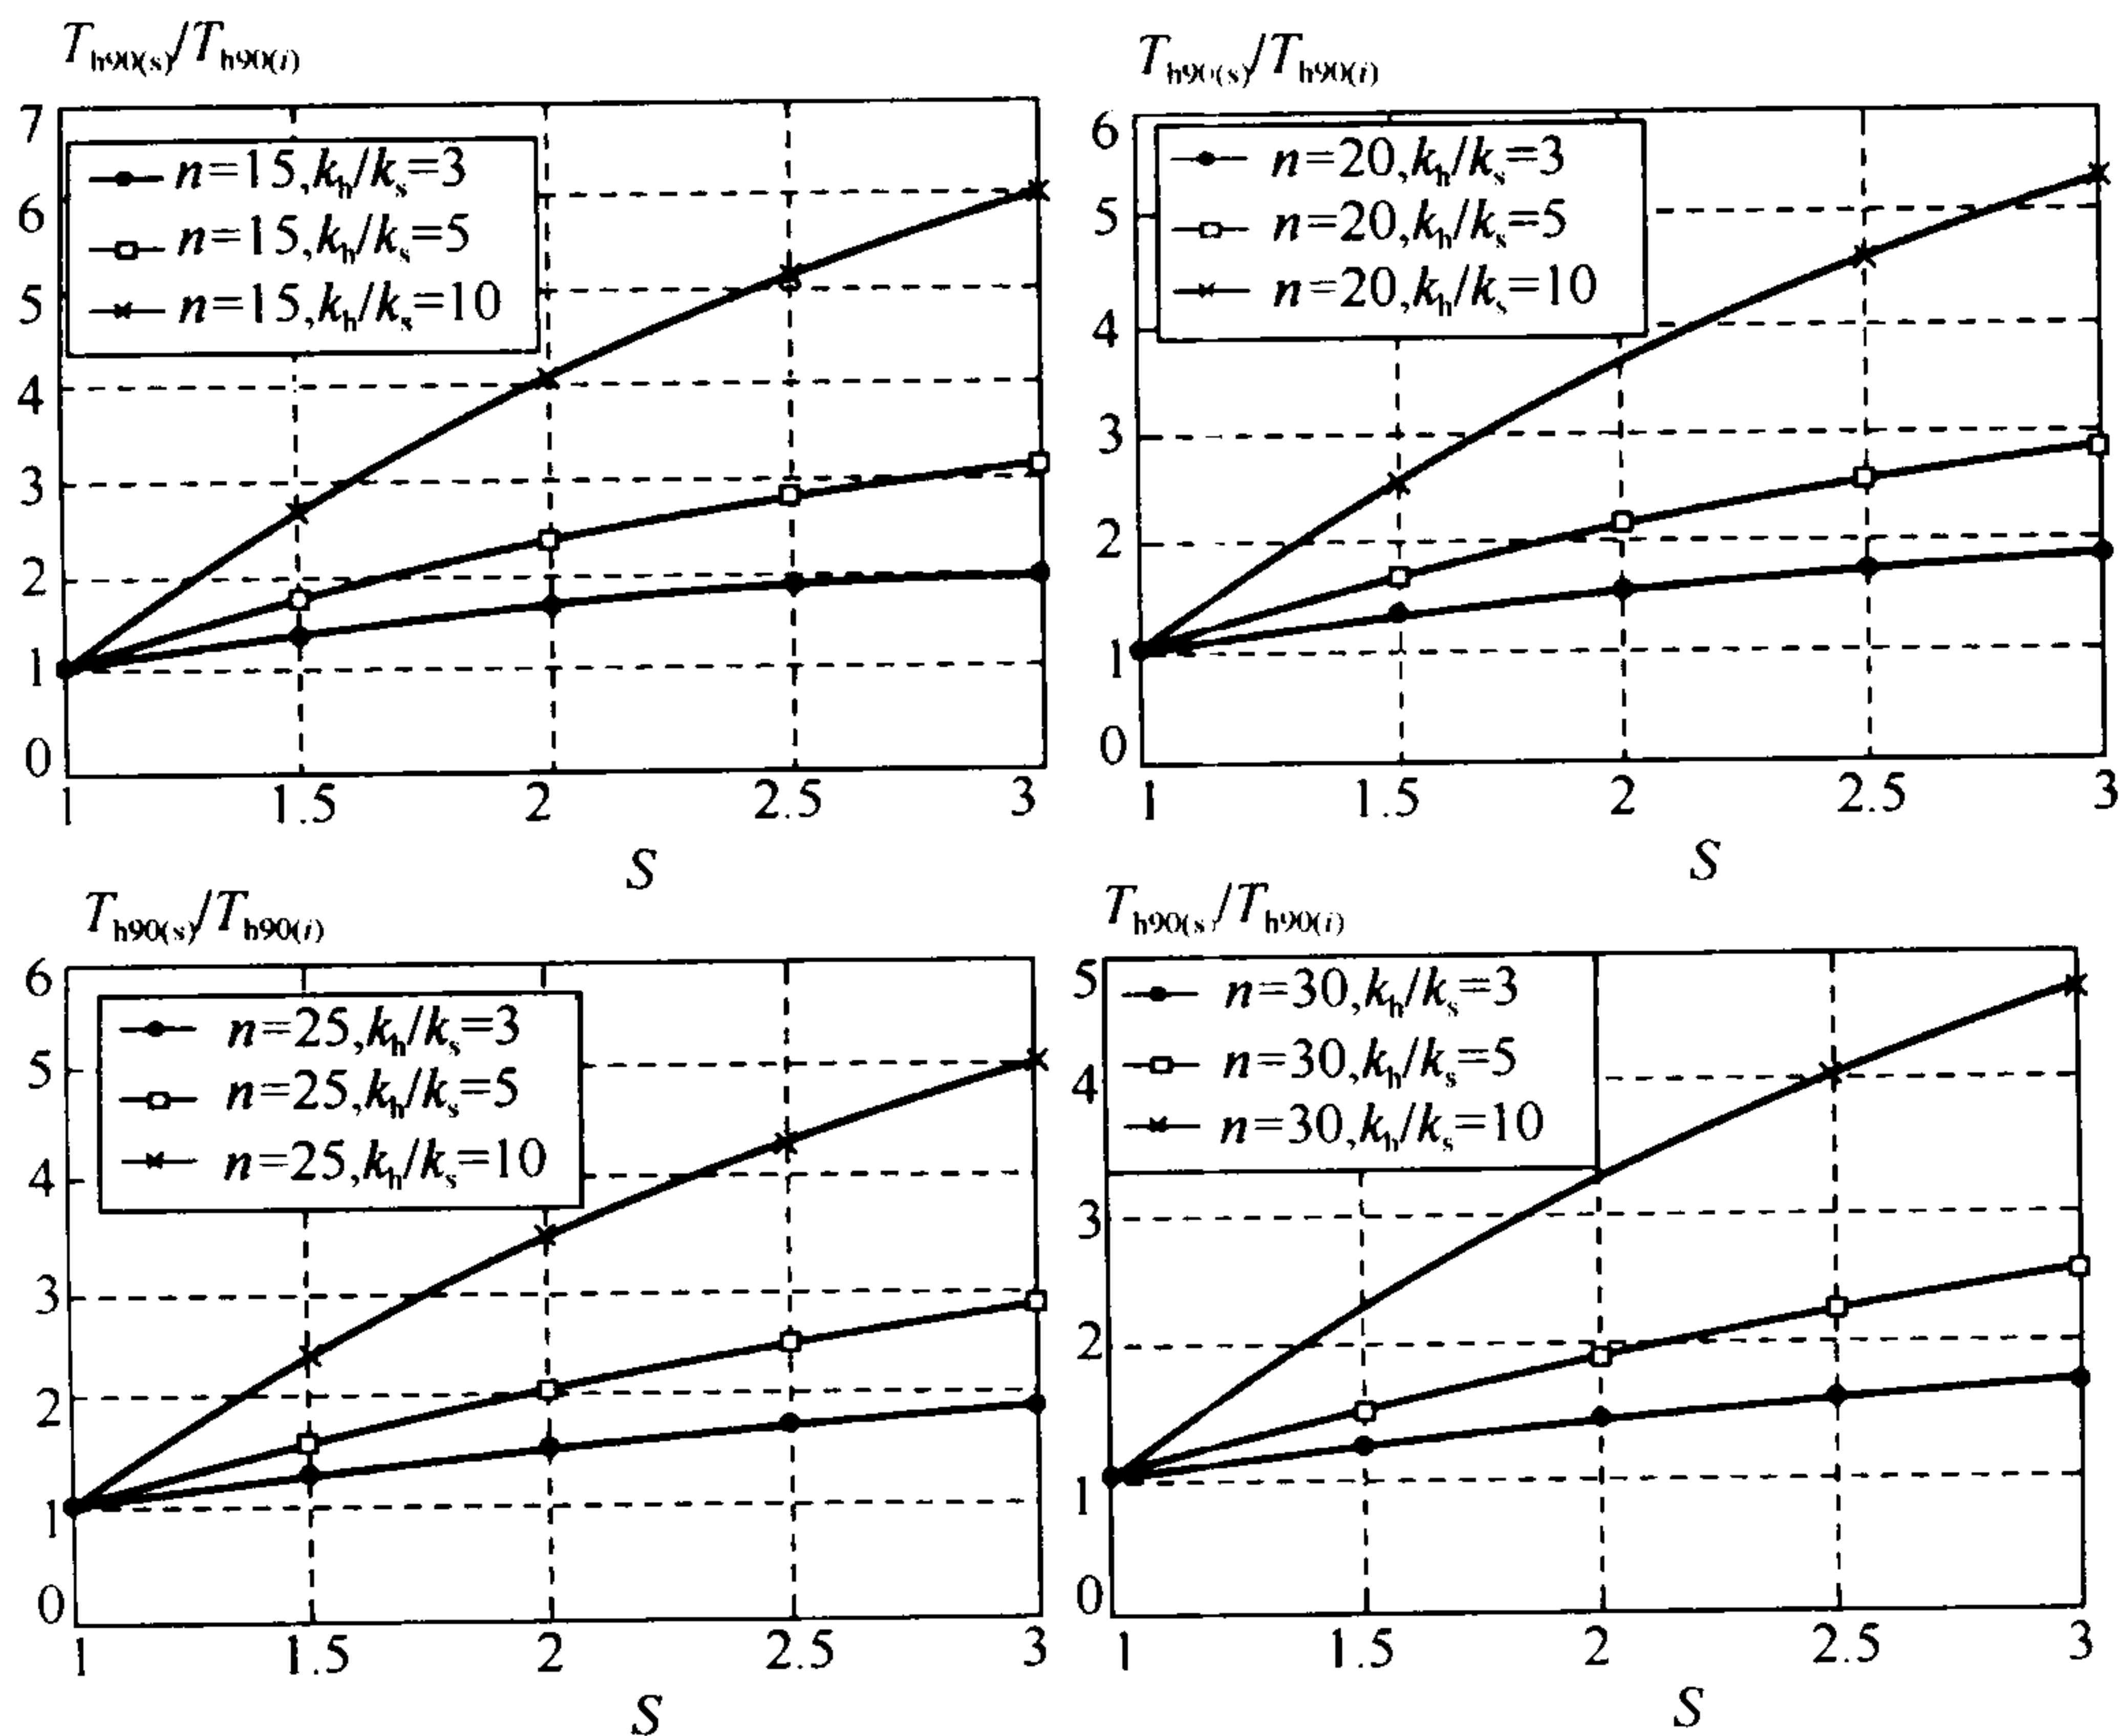 T_h90(s)/T_h90(i)
7
6
5
4
3
2
1
0
n=15,k_h/k_s=3
n=15,k_h/k_s=5
n=15,k_h/k_s=10
1 1.5 2 2.5 3
S
T_h90(s)/T_h90(i)
6
5
4
3
2
1
0
n=20,k_h/k_s=3
n=20,k_h/k_s=5
n=20,k_h/k_s=10
1 1.5 2 2.5 3
S
T_h90(s)/T_h90(i)
6
5
4
3
2
1
0
n=25,k_h/k_s=3
n=25,k_h/k_s=5
n=25,k_h/k_s=10
1 1.5 2 2.5 3
S
T_h90(s)/T_h90(i)
5
4
3
2
1
0
n=30,k_h/k_s=3
n=30,k_h/k_s=5
n=30,k_h/k_s=10
1 1.5 2 2.5 3
S